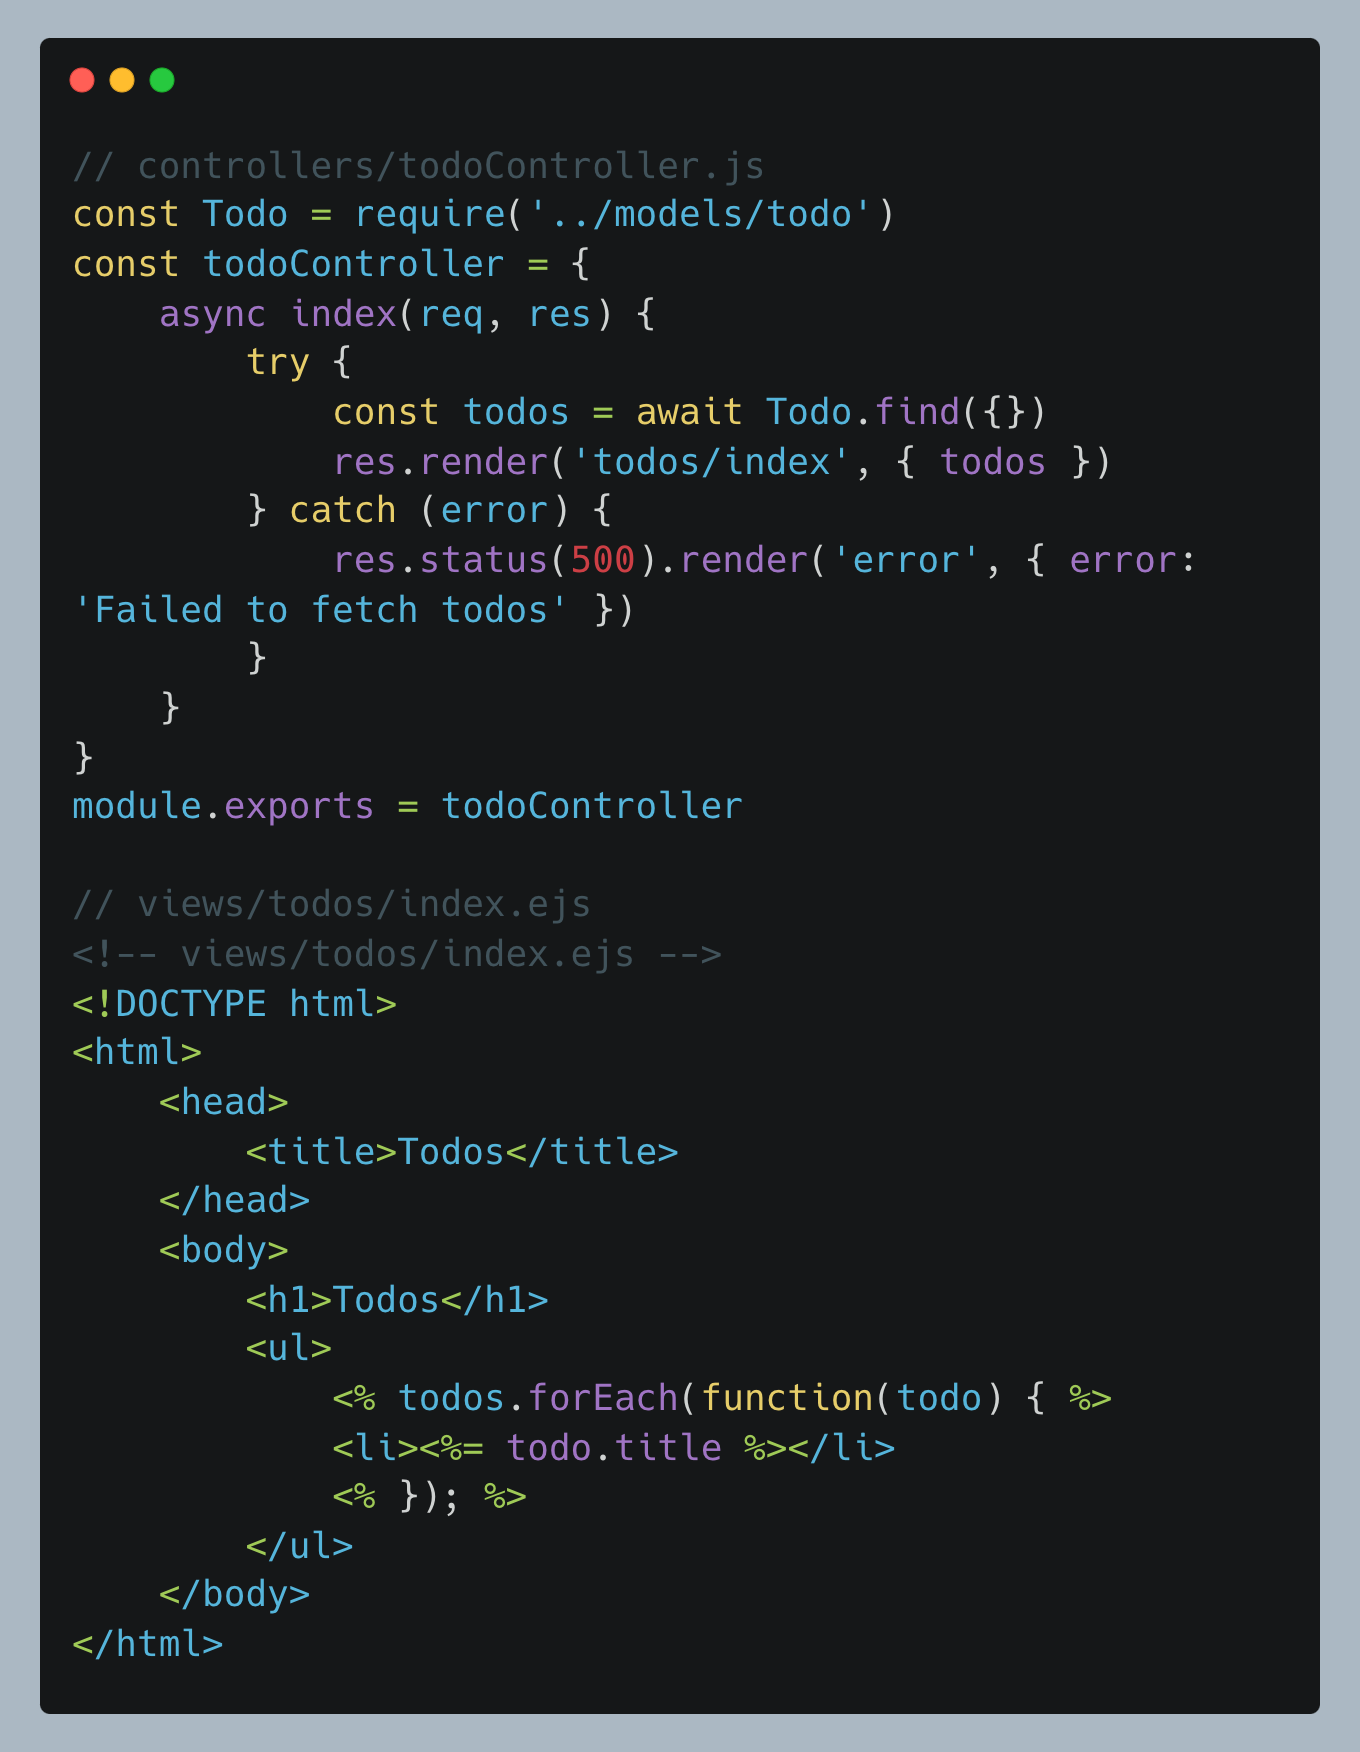 // controllers/todoController.js
const Todo = require('../models/todo')
const todoController = {
    async index(req, res) {
        try {
            const todos = await Todo.find({})
            res.render('todos/index', { todos })
        } catch (error) {
            res.status(500).render('error', { error:
'Failed to fetch todos' })
        }
    }
}
module.exports = todoController

// views/todos/index.ejs
<!-- views/todos/index.ejs -->
<!DOCTYPE html>
<html>
    <head>
        <title>Todos</title>
    </head>
    <body>
        <h1>Todos</h1>
        <ul>
            <% todos.forEach(function(todo) { %>
            <li><%= todo.title %></li>
            <% }); %>
        </ul>
    </body>
</html>